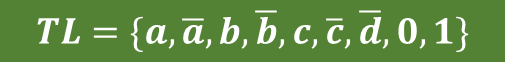 TL = {a, a̅, b, b̅, c, c̅, d̅, 0, 1}